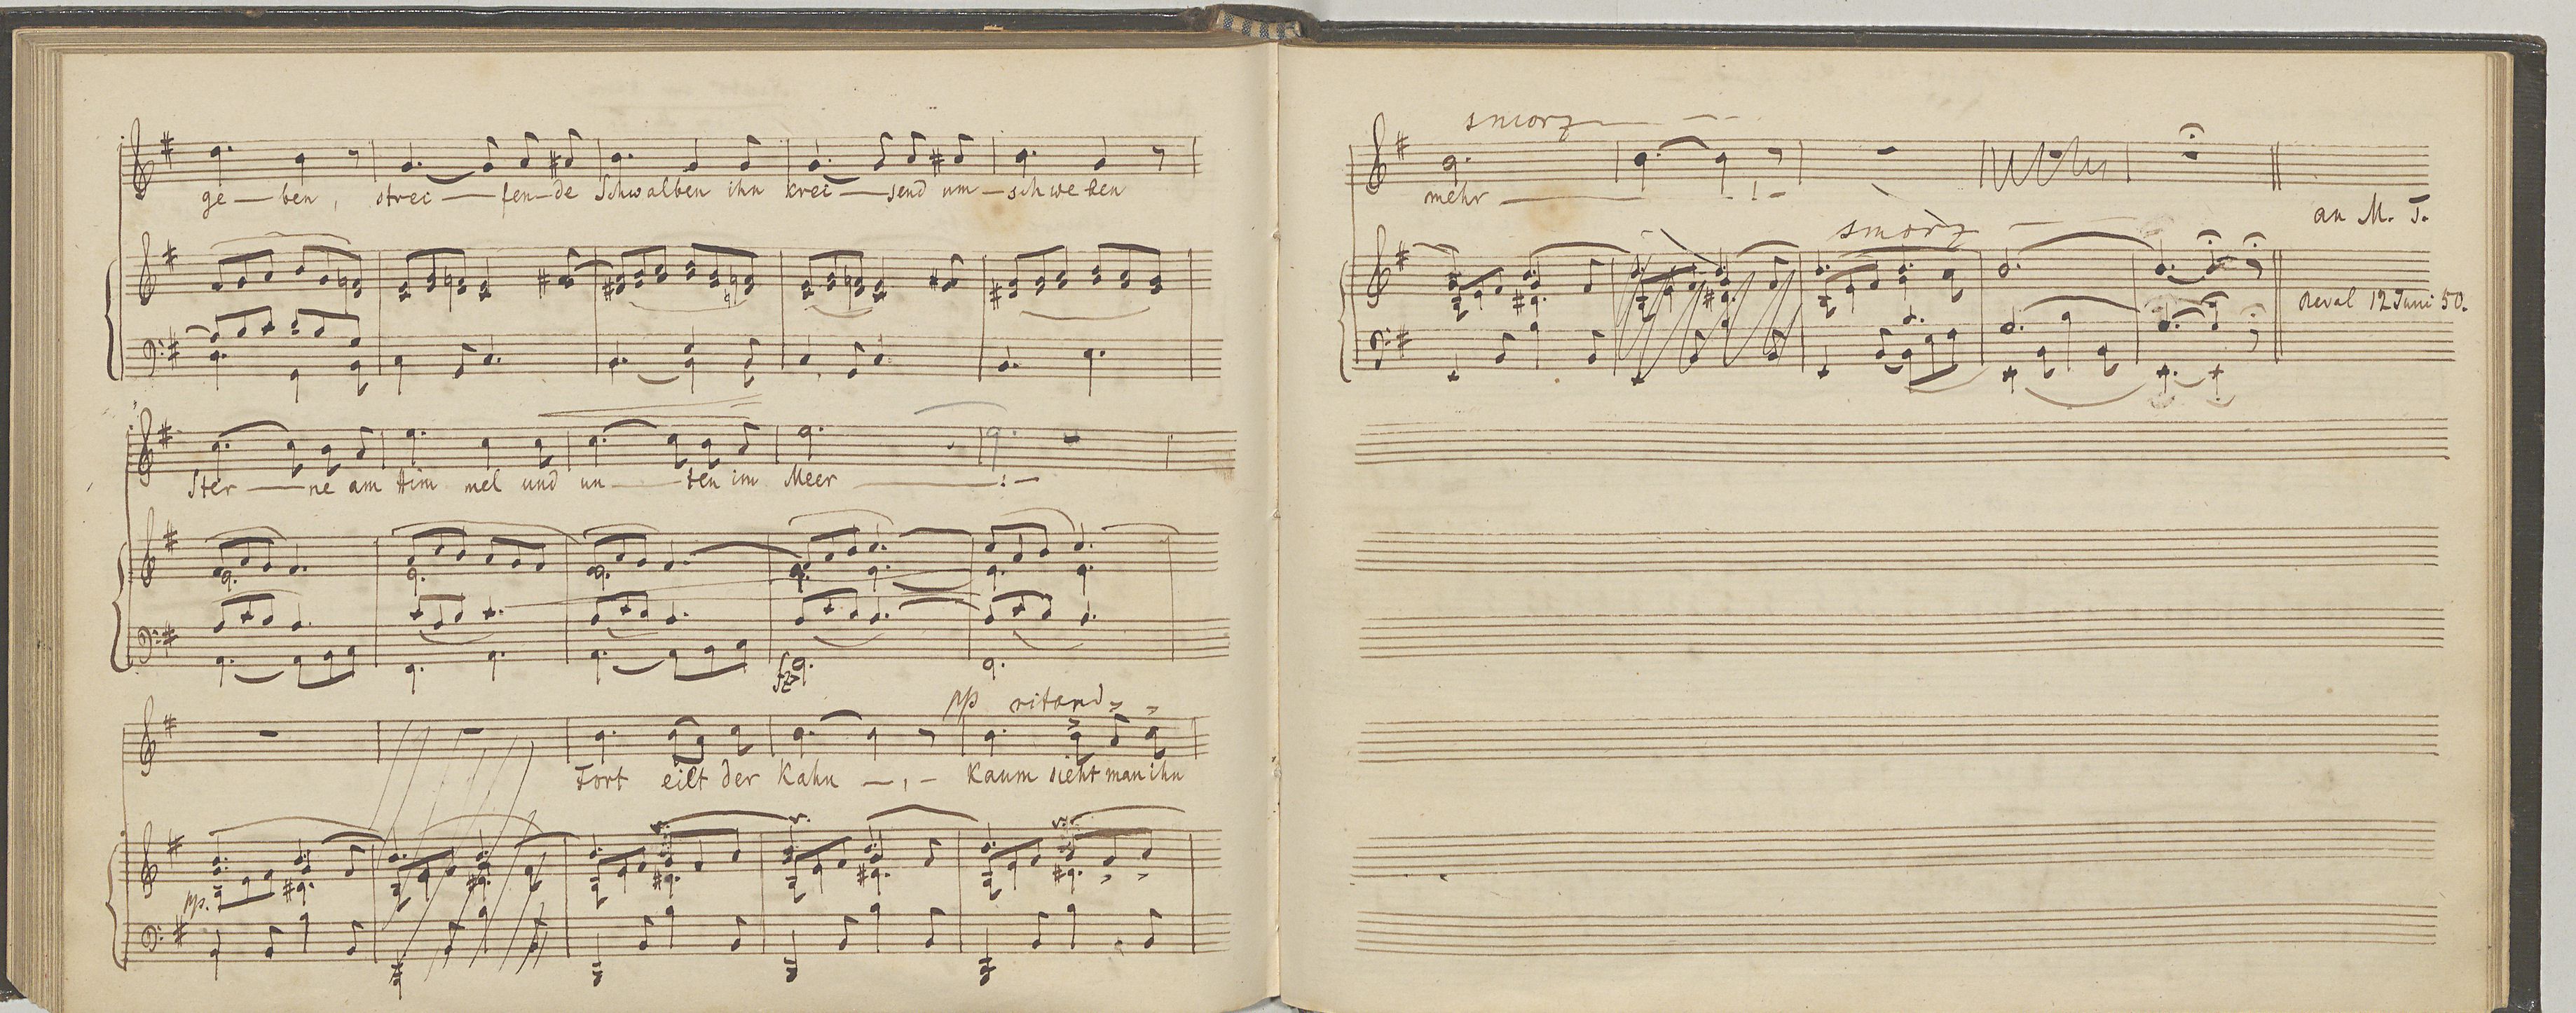 ge — ben, strei — fen — de Schwalben ihn krei — send um — schweben
Ster — ne am Him mel und un — ten im Meer — : —
fz
pp ritard
Fort eilt der Kahn — , — Kaum sieht man ihn
pp.
smorz
mehr — ! —
an M. T.
smorz
Reval 12 Juni 50.